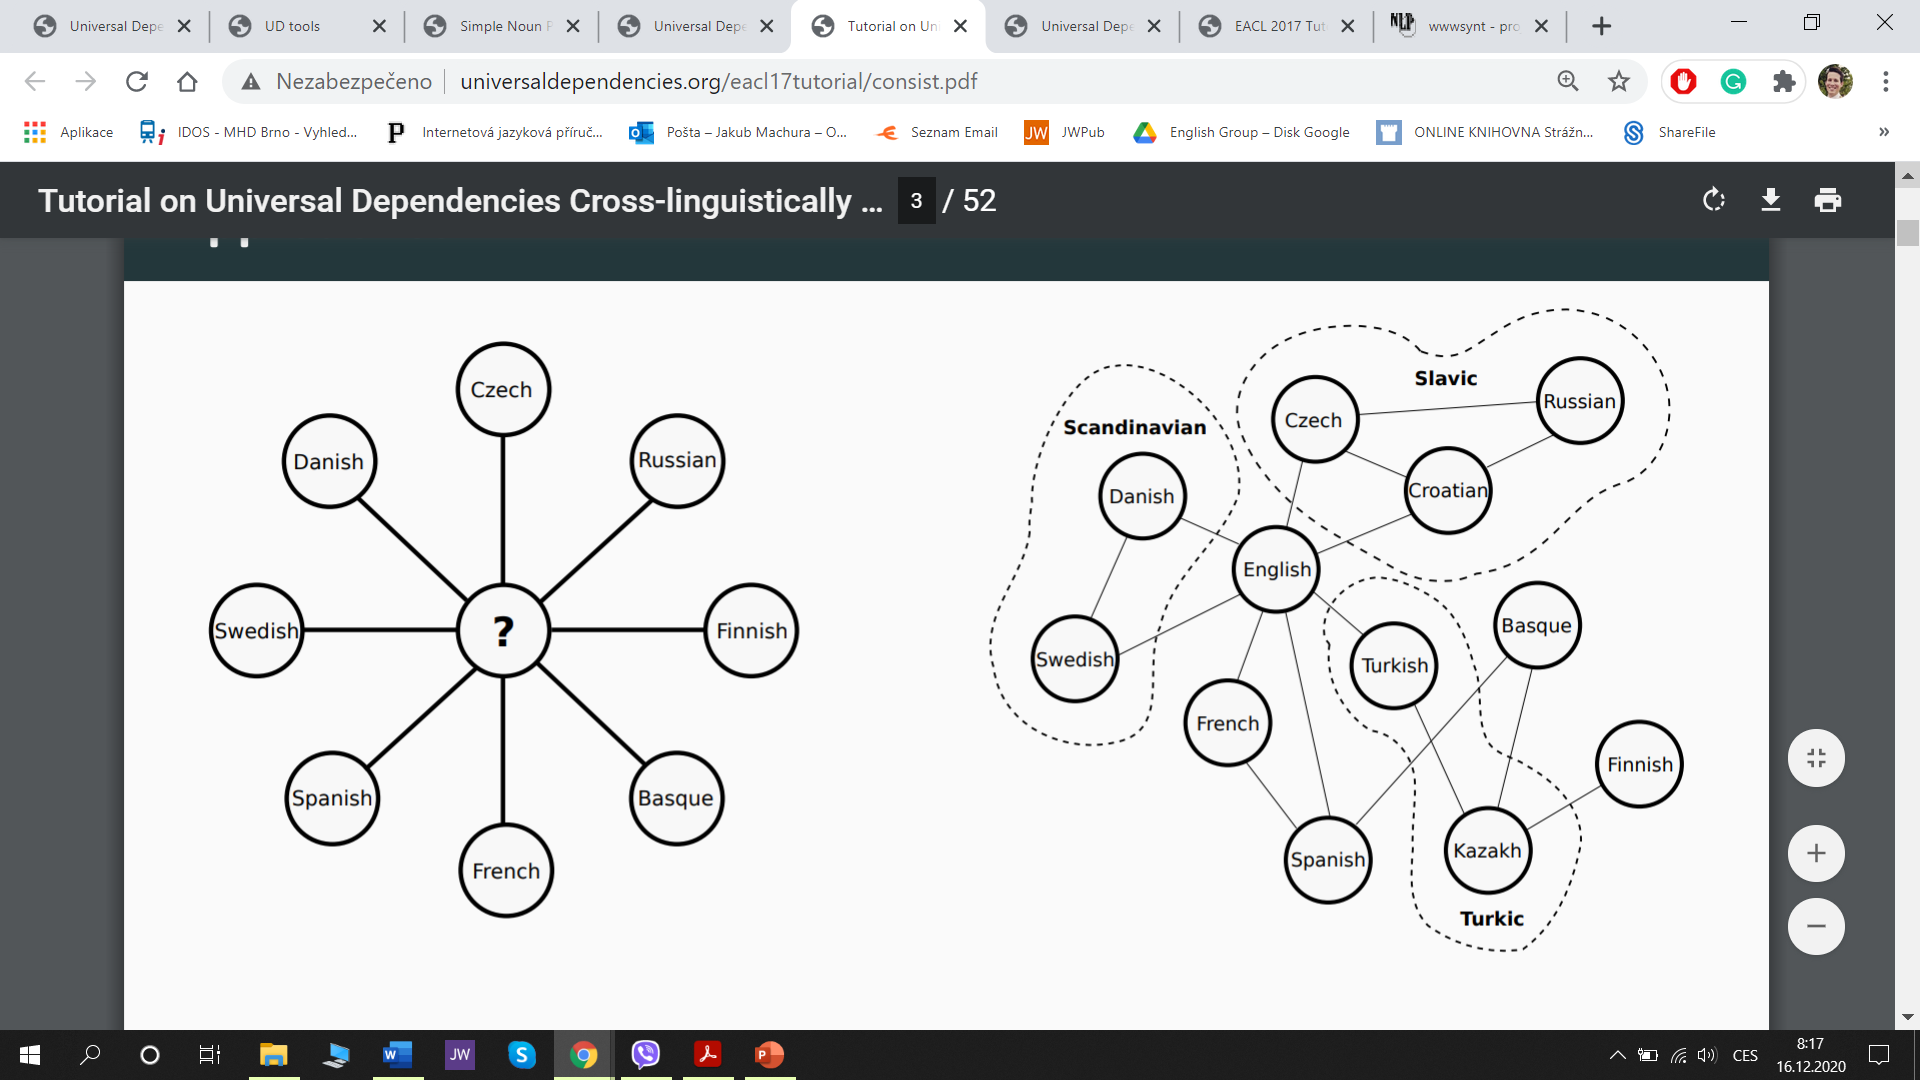 Universal Depe
UD tools
Simple Noun P
Universal Depe
Tutorial on Un
Universal Depe
EACL 2017 Tut
NLP
wwwsynt - pro
Nezabezpečeno
universaldependencies.org/eacl17tutorial/consist.pdf
Aplikace
IDOS - MHD Brno - Vyhled...
P
Internetová jazyková příruč...
Pošta – Jakub Machura – O...
Seznam Email
JW
JWPub
English Group – Disk Google
ONLINE KNIHOVNA Strážn...
ShareFile
»
Tutorial on Universal Dependencies Cross-linguistically ...
3 / 52
Czech
Danish
Russian
Swedish
?
Finnish
Spanish
Basque
French
Slavic
Scandinavian
Czech
Russian
Danish
Croatian
English
Swedish
Turkish
Basque
French
Finnish
Spanish
Kazakh
Turkic
JW
CES
8:17
16.12.2020